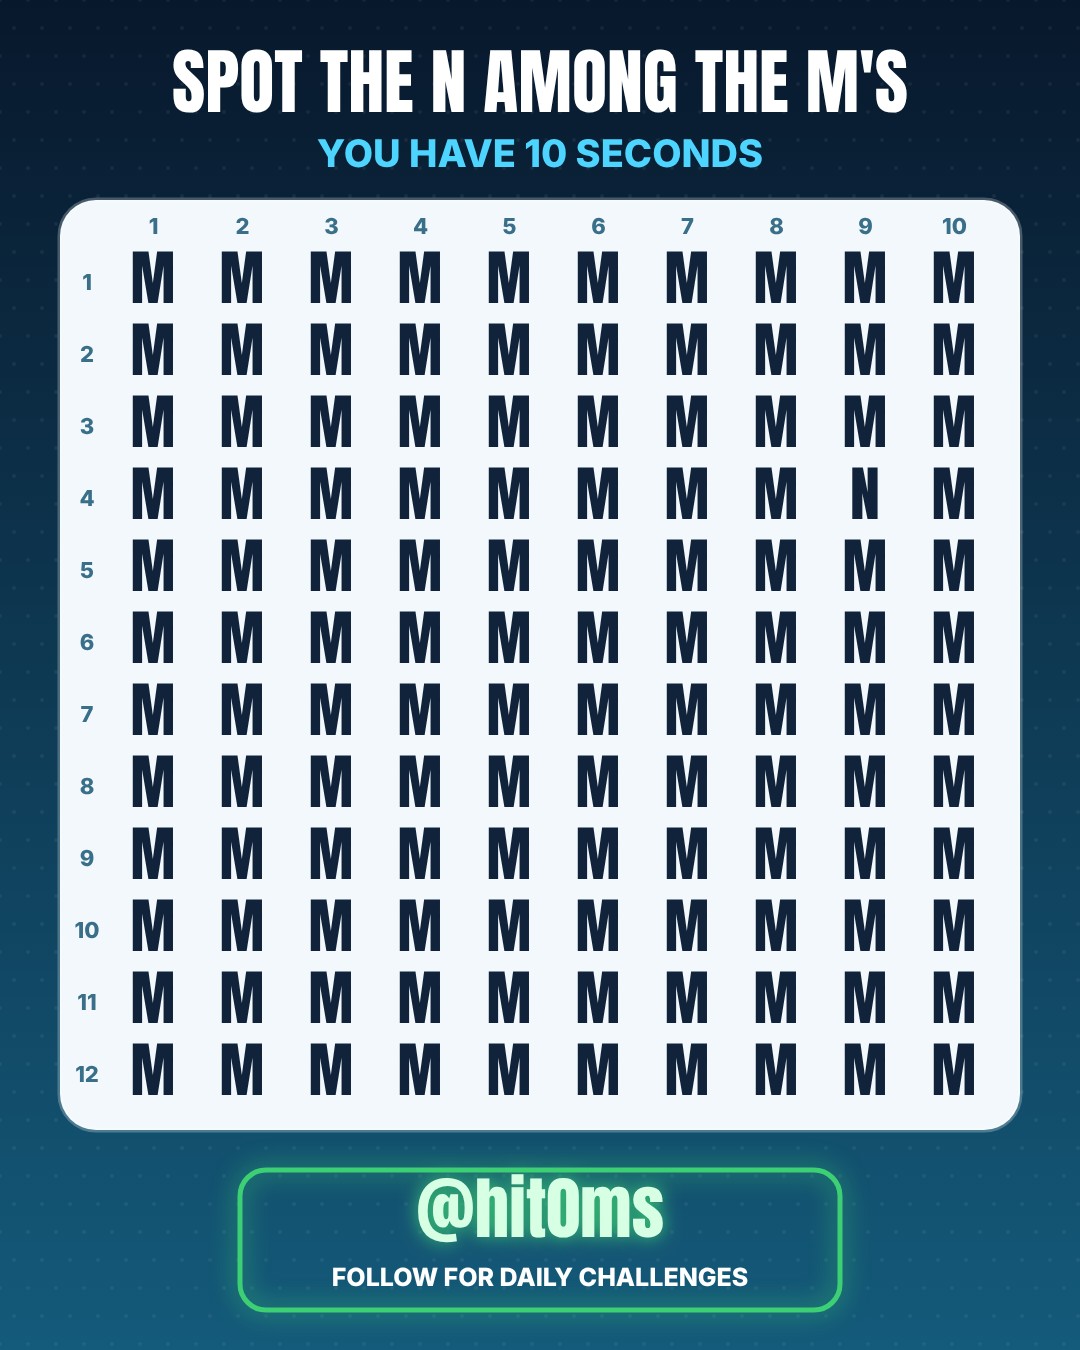 SPOT THE N AMONG THE M'S
YOU HAVE 10 SECONDS
1 2 3 4 5 6 7 8 9 10
1 M M M M M M M M M M
2 M M M M M M M M M M
3 M M M M M M M M M M
4 M M M M M M M M N M
5 M M M M M M M M M M
6 M M M M M M M M M M
7 M M M M M M M M M M
8 M M M M M M M M M M
9 M M M M M M M M M M
10 M M M M M M M M M M
11 M M M M M M M M M M
12 M M M M M M M M M M
@hit0ms
FOLLOW FOR DAILY CHALLENGES